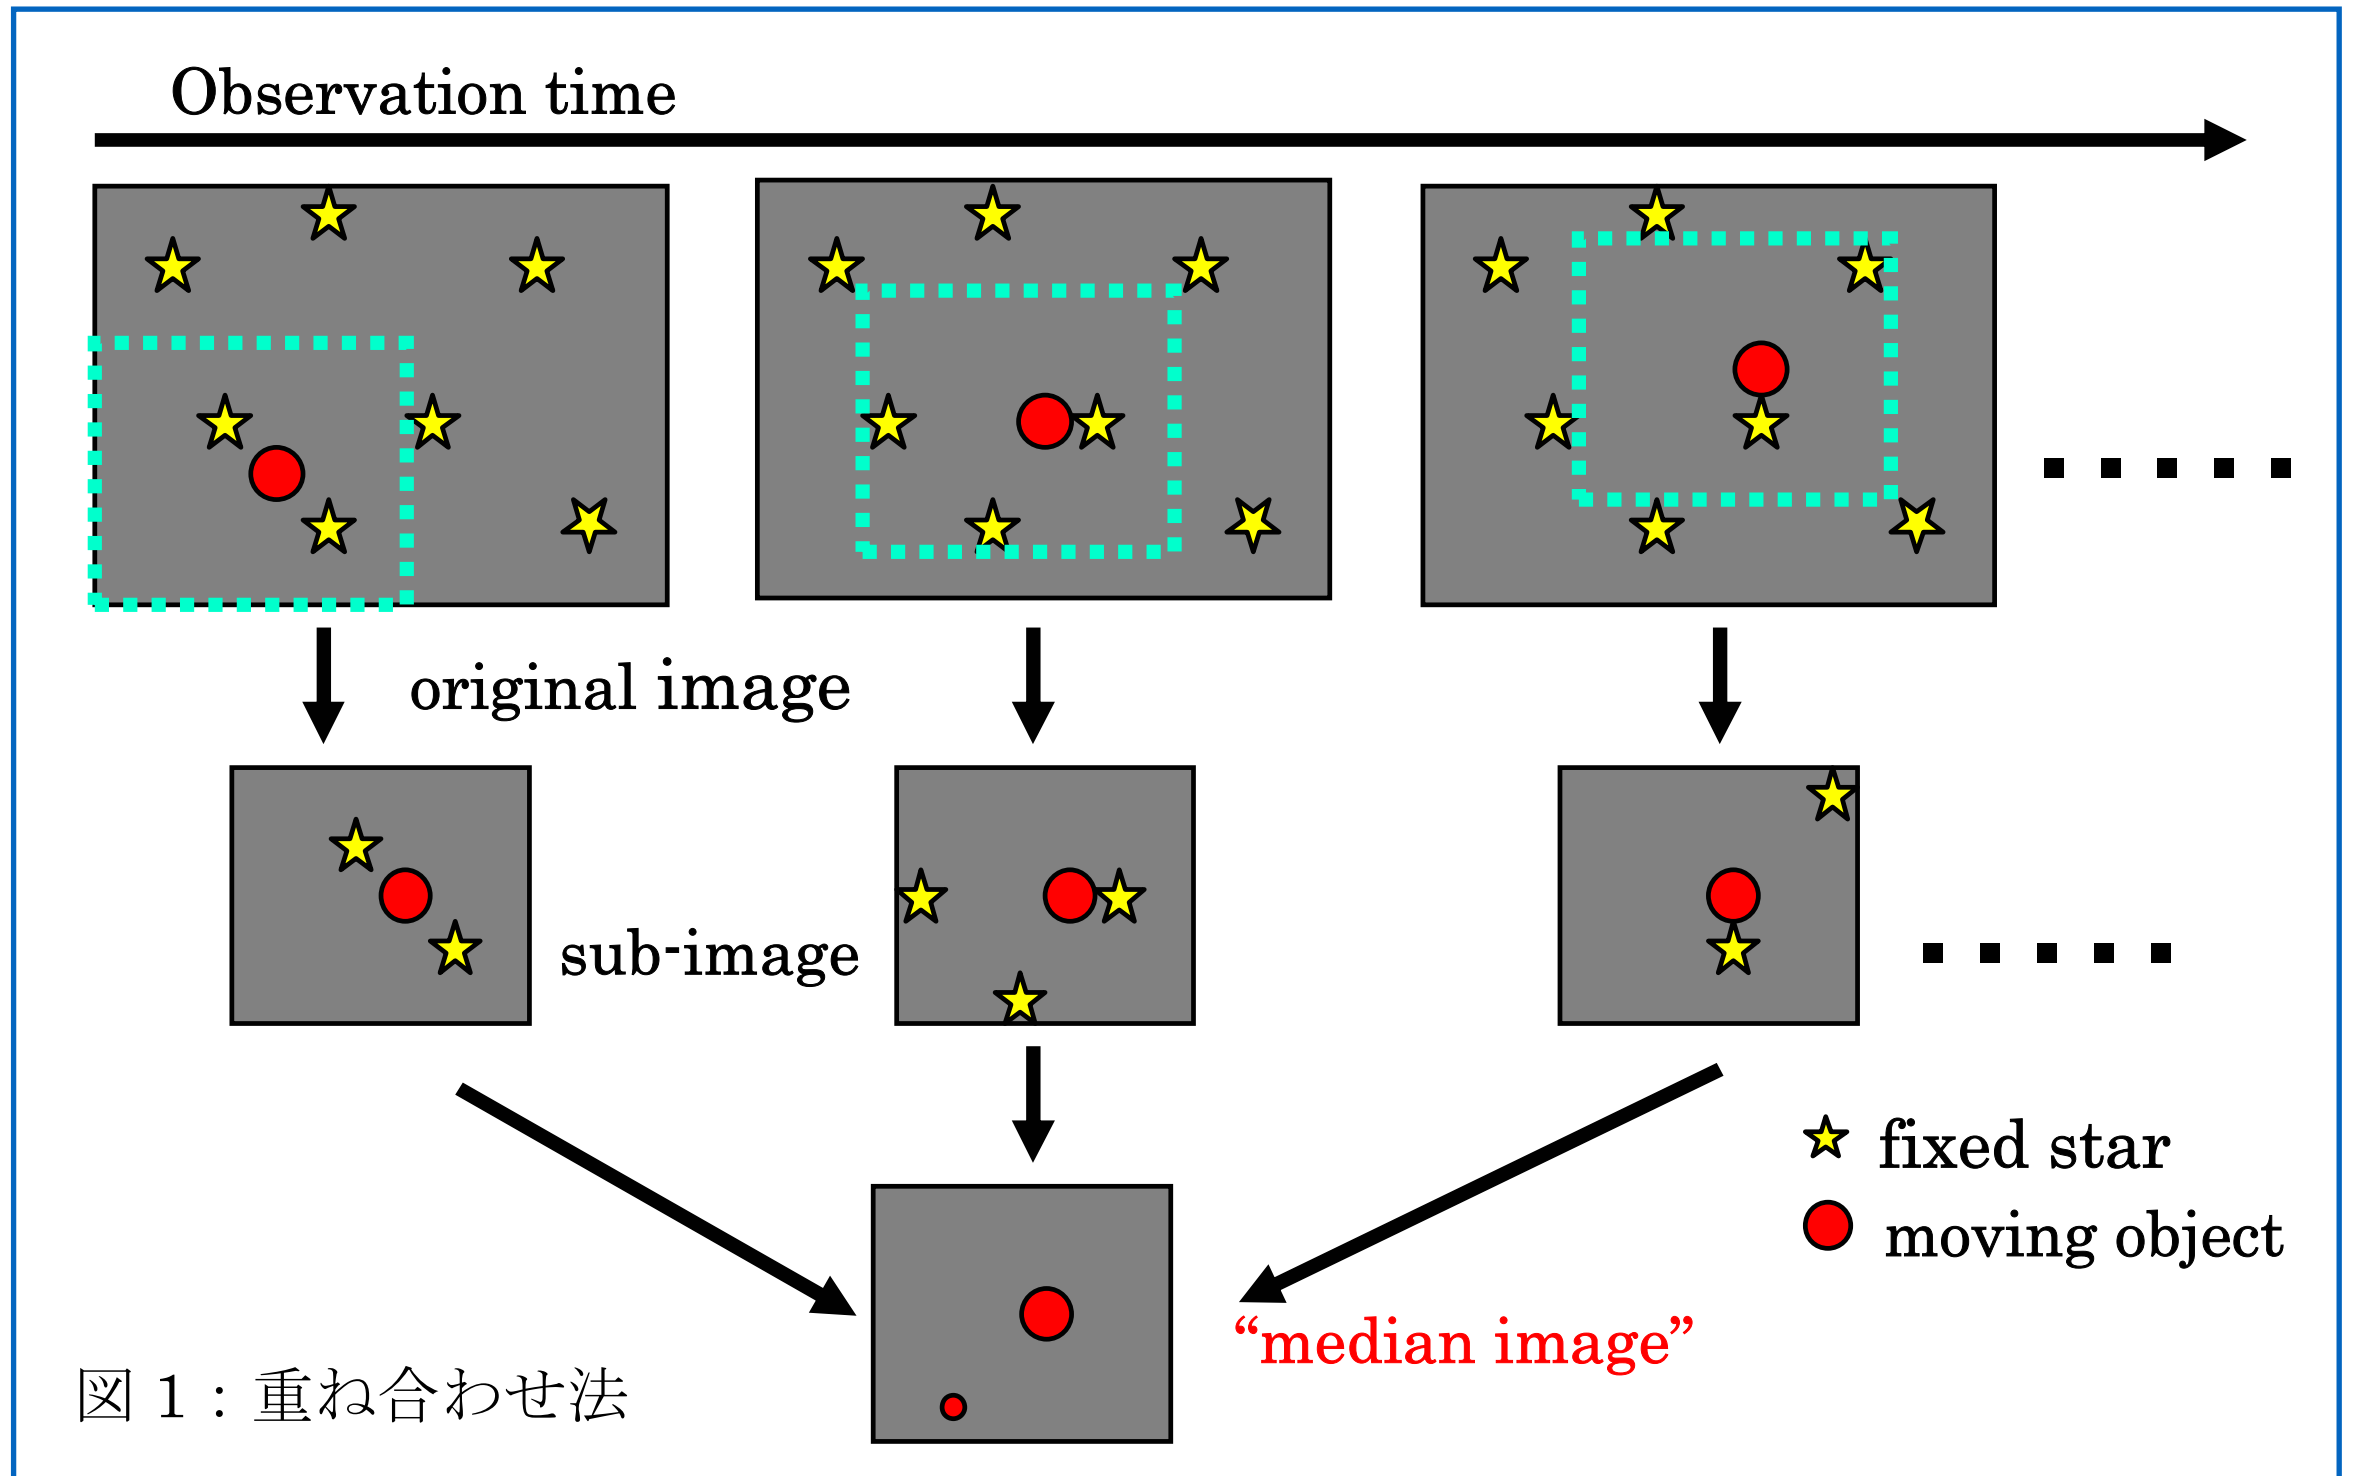 Observation time
original image
sub-image
fixed star
moving object
“median image”
図 1：重ね合わせ法